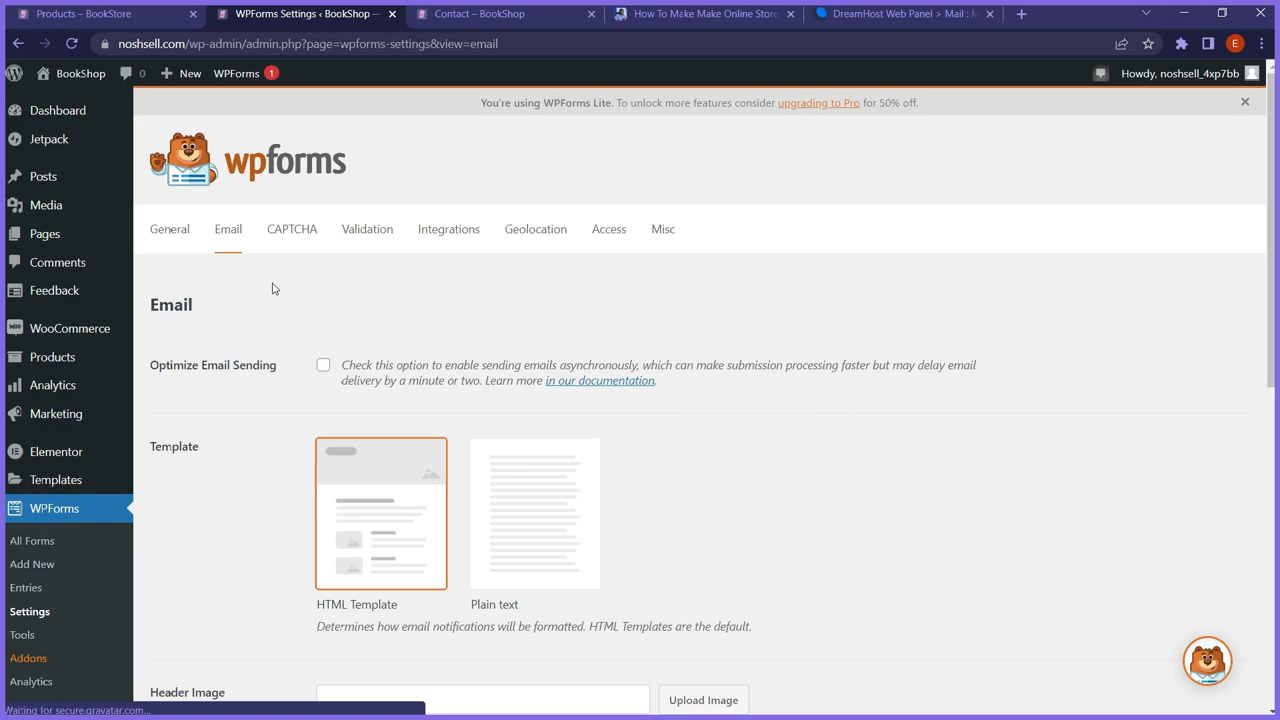 Products – BookStore
WPForms Settings ‹ BookShop —
Contact – BookShop
How To Make Make Online Store
DreamHost Web Panel > Mail : M
noshsell.com/wp-admin/admin.php?page=wpforms-settings&view=email
E
BookShop
0
New
WPForms
1
Howdy, noshsell_4xp7bb
Dashboard
Jetpack
Posts
Media
Pages
Comments
Feedback
WooCommerce
Products
Analytics
Marketing
Elementor
Templates
WPForms
All Forms
Add New
Entries
Settings
Tools
Addons
Analytics
You're using WPForms Lite. To unlock more features consider upgrading to Pro for 50% off.
wpforms
General
Email
CAPTCHA
Validation
Integrations
Geolocation
Access
Misc
Email
Optimize Email Sending
Check this option to enable sending emails asynchronously, which can make submission processing faster but may delay email
delivery by a minute or two. Learn more in our documentation.
Template
HTML Template
Plain text
Determines how email notifications will be formatted. HTML Templates are the default.
Header Image
Upload Image
Waiting for secure.gravatar.com...